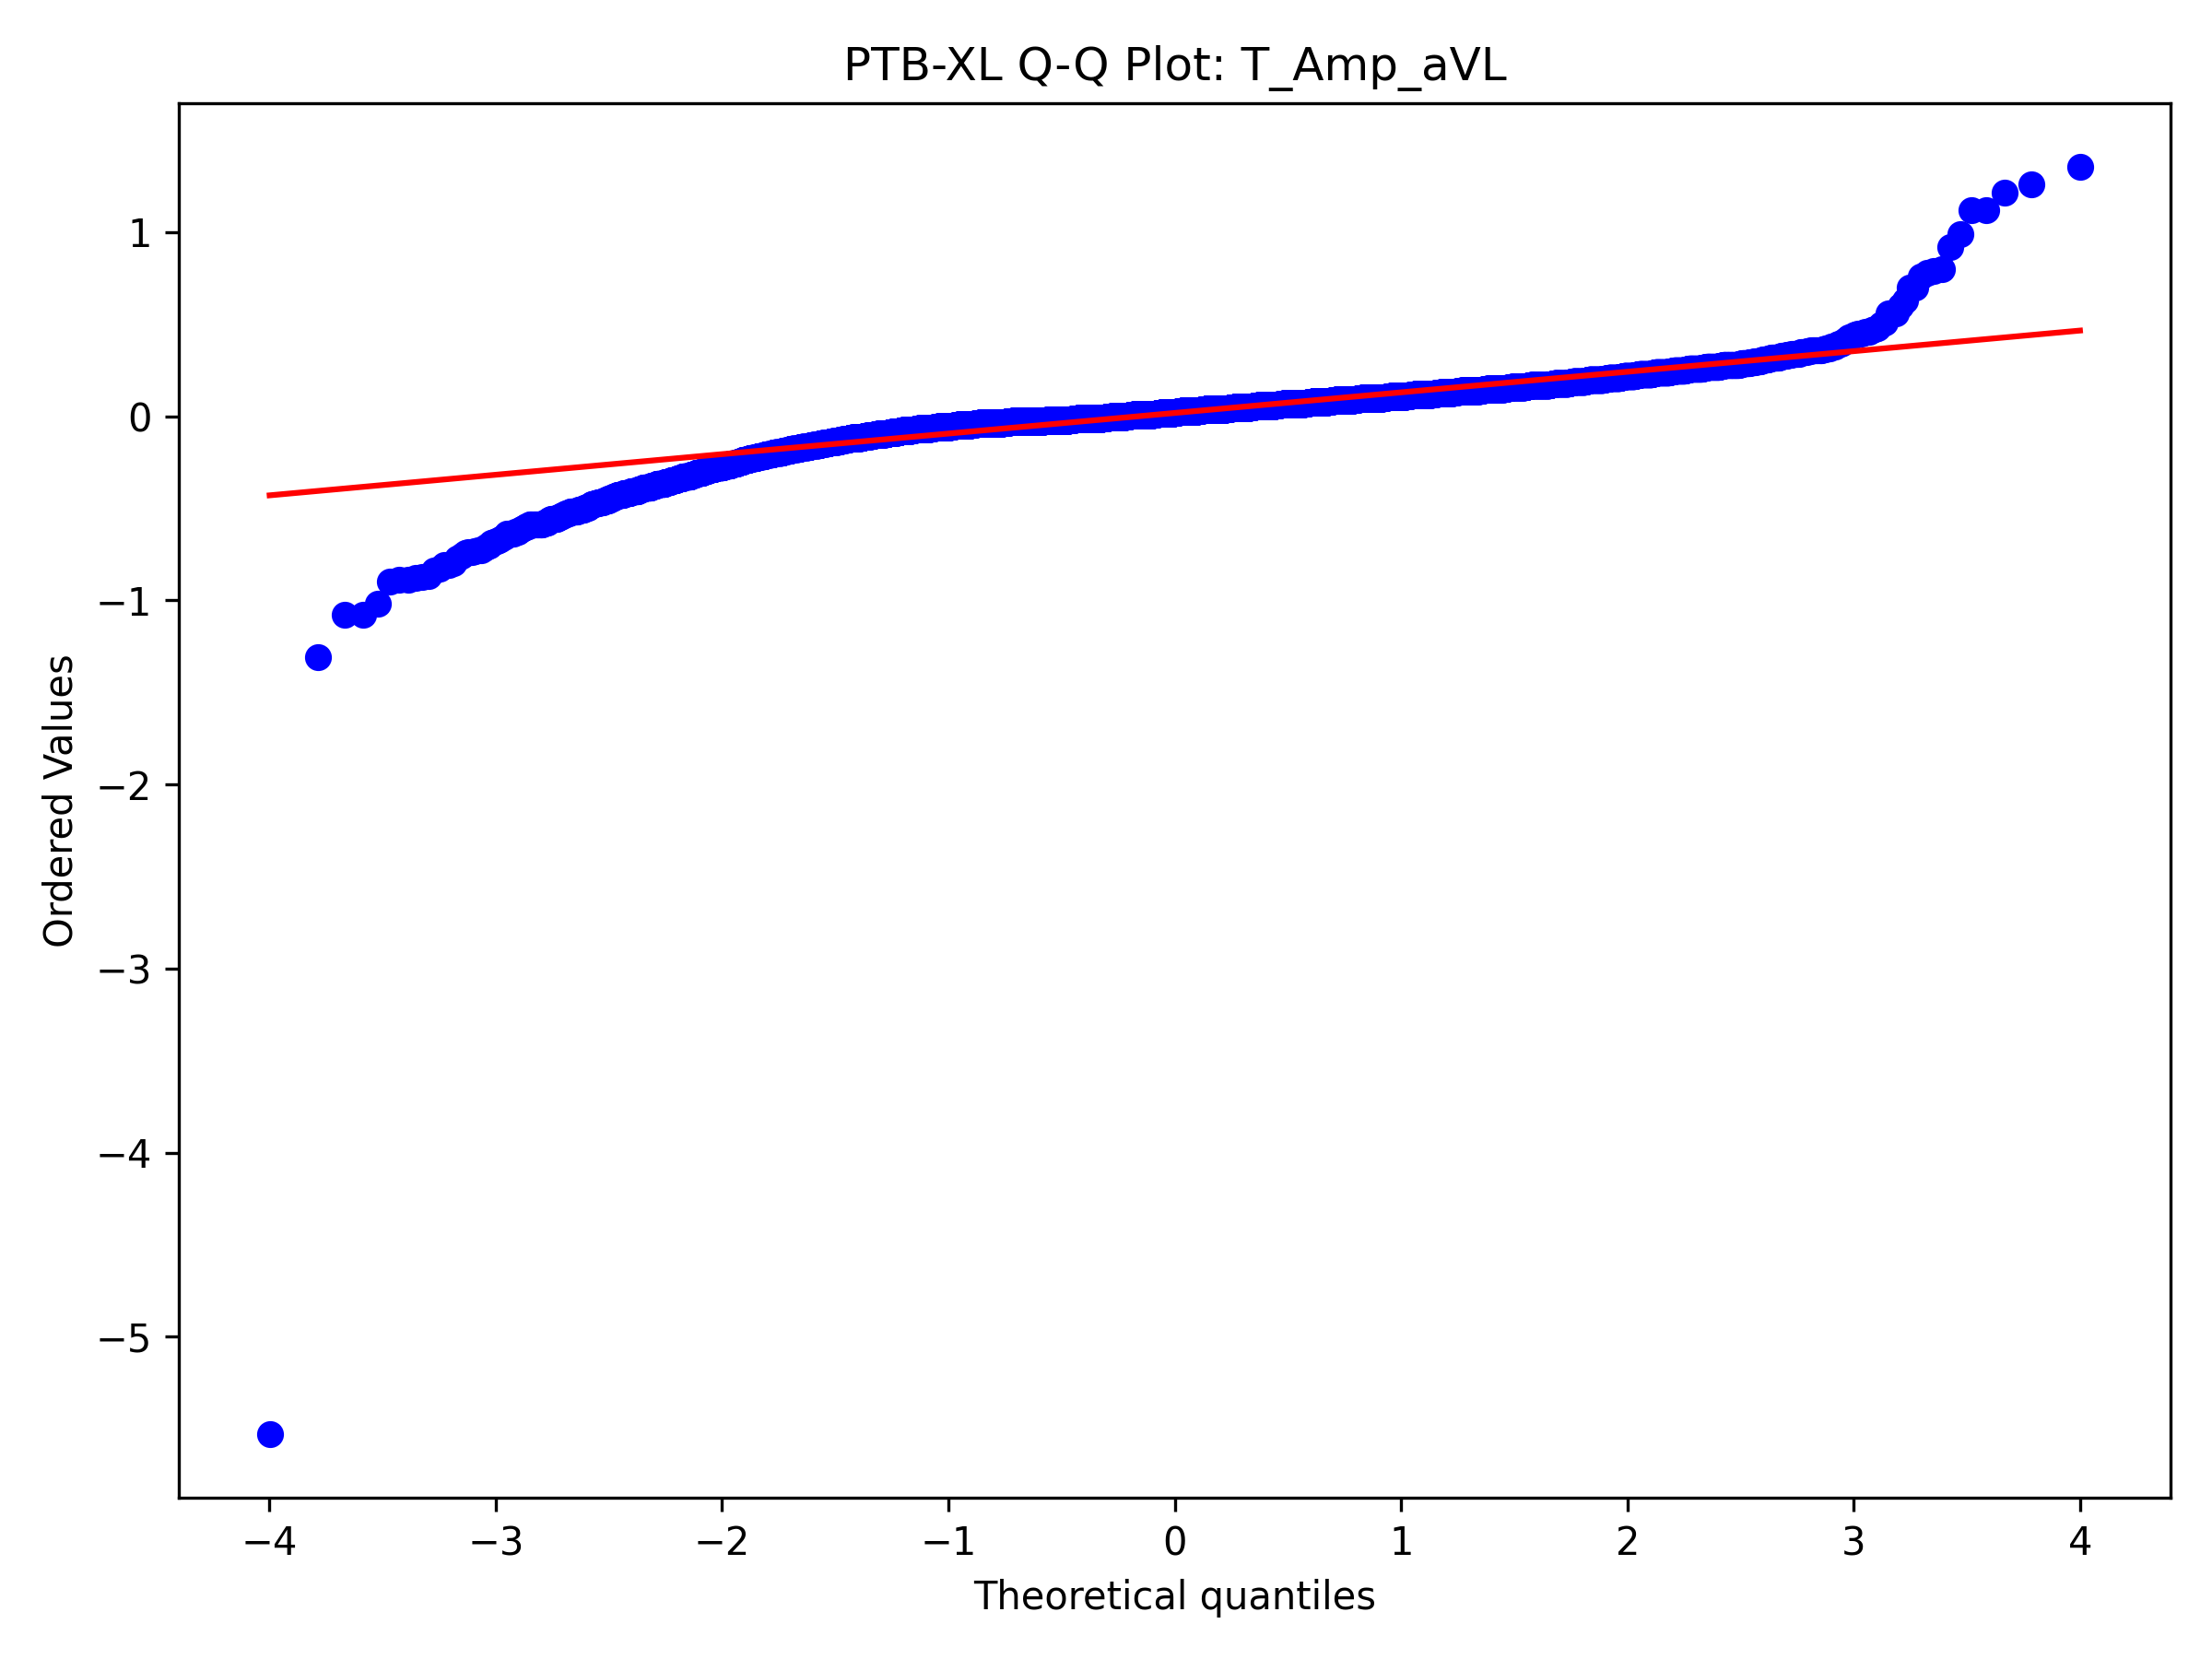 PTB-XL Q-Q Plot: T_Amp_aVL
Ordered Values
1
0
−1
−2
−3
−4
−5
−4 −3 −2 −1 0 1 2 3 4
Theoretical quantiles